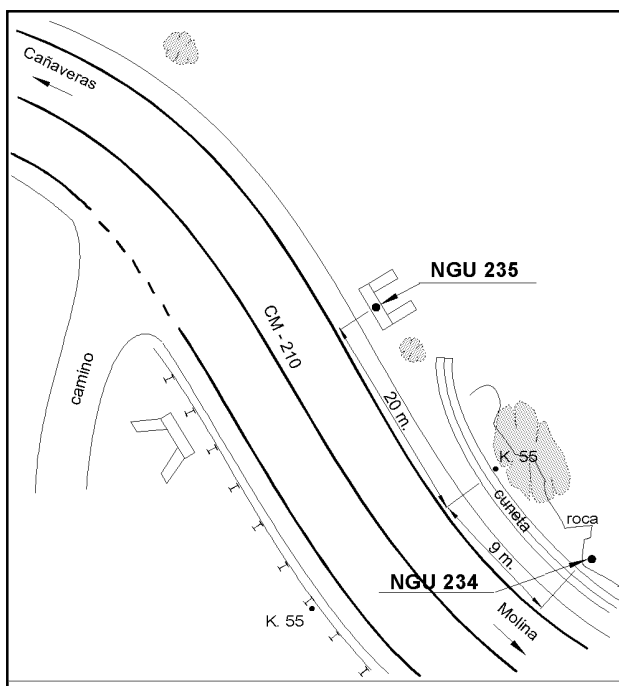 Cañaveras
NGU 235
CM - 210
camino
20 m.
K. 55
cuneta
roca
9 m.
NGU 234
K. 55
Molina